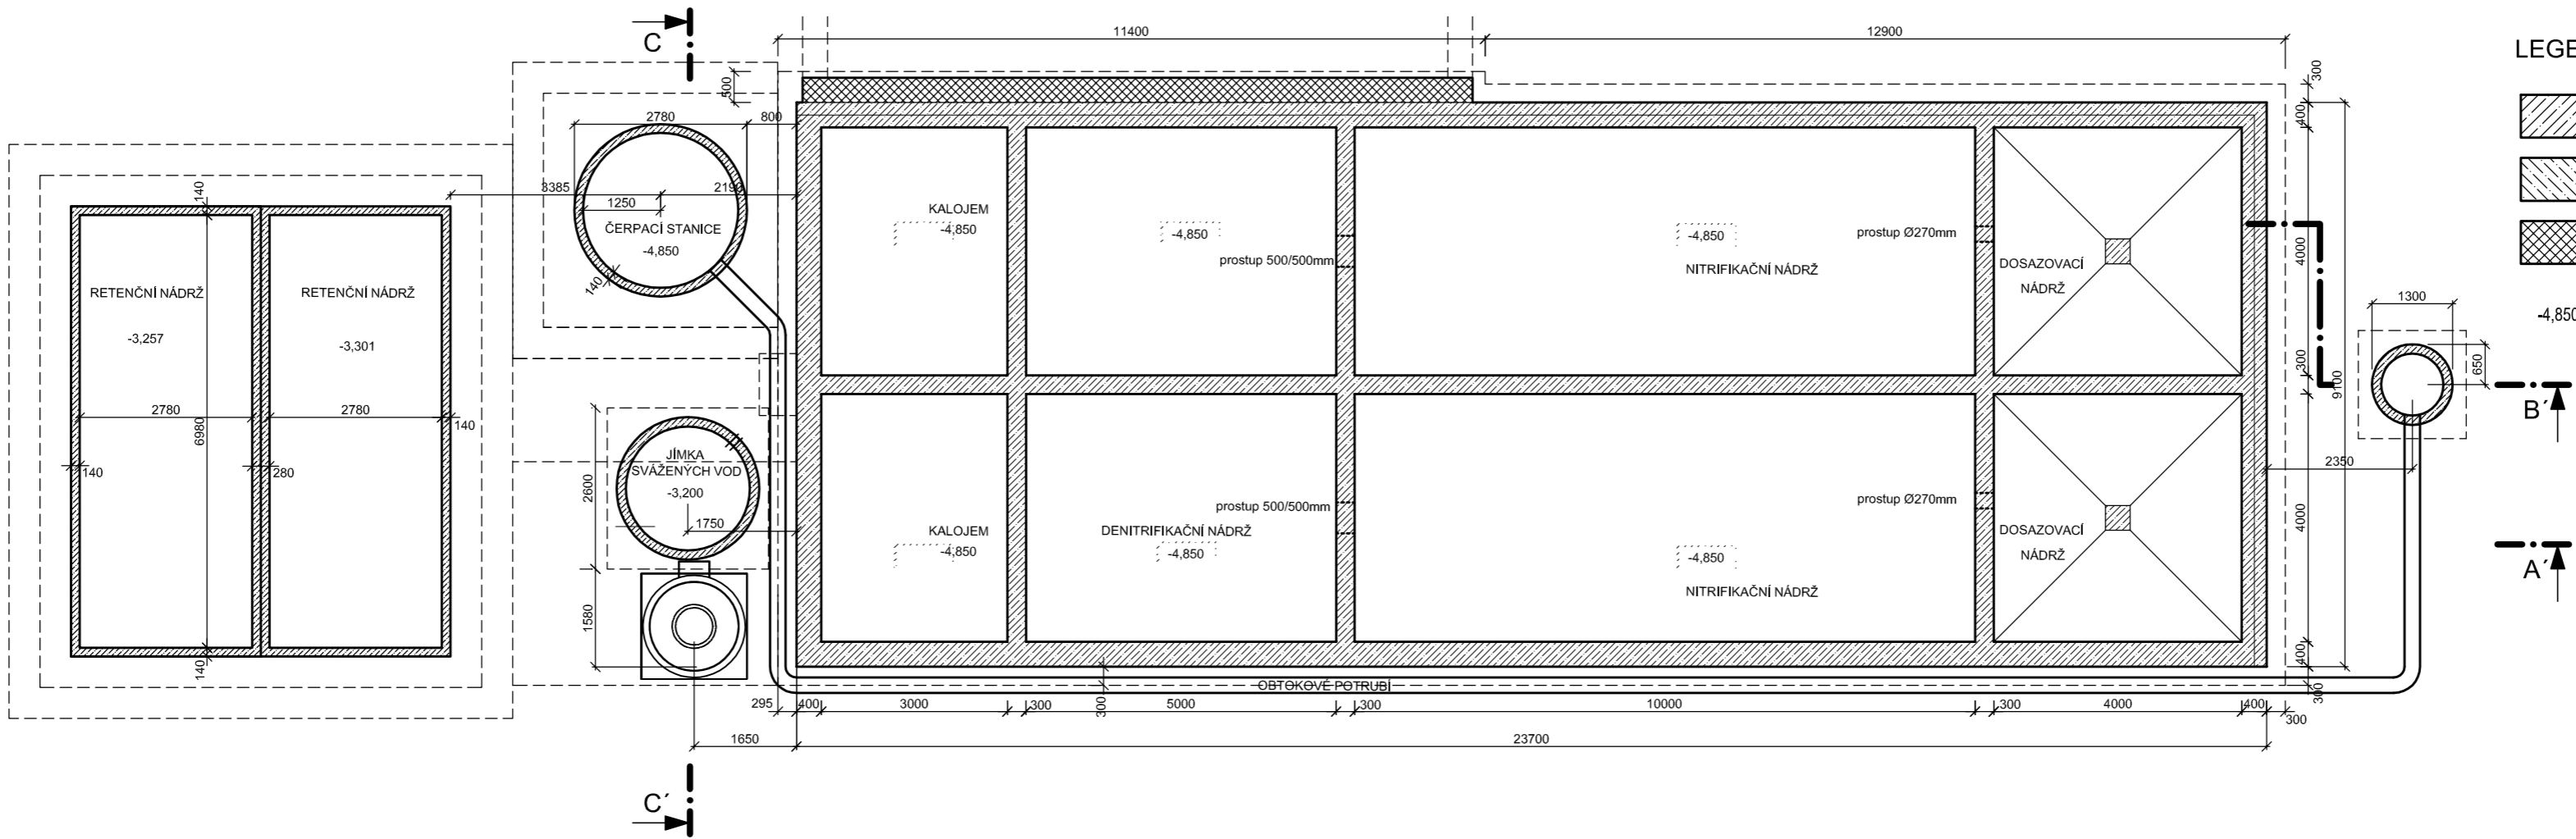 C
11400
12900
LEGE
300
500
2780
800
400
3385
2190
140
1250
ČERPACÍ STANICE
-4,850
140
KALOJEM
-4,850
-4,850
prostup 500/500mm
-4,850
NITRIFIKAČNÍ NÁDRŽ
prostup Ø270mm
DOSAZOVACÍ
NÁDRŽ
4000
RETENČNÍ NÁDRŽ
-3,257
RETENČNÍ NÁDRŽ
-3,301
1300
-4,850
650
300
9100
B´
2780
2780
6980
140
140
280
JÍMKA
SVÁŽENÝCH VOD
-3,200
1750
2600
2350
prostup 500/500mm
prostup Ø270mm
KALOJEM
-4,850
DENITRIFIKAČNÍ NÁDRŽ
-4,850
-4,850
NITRIFIKAČNÍ NÁDRŽ
DOSAZOVACÍ
NÁDRŽ
4000
A´
1580
140
400
OBTOKOVÉ POTRUBÍ
300
295
400
3000
300
300
5000
300
10000
300
4000
400
300
1650
23700
C´